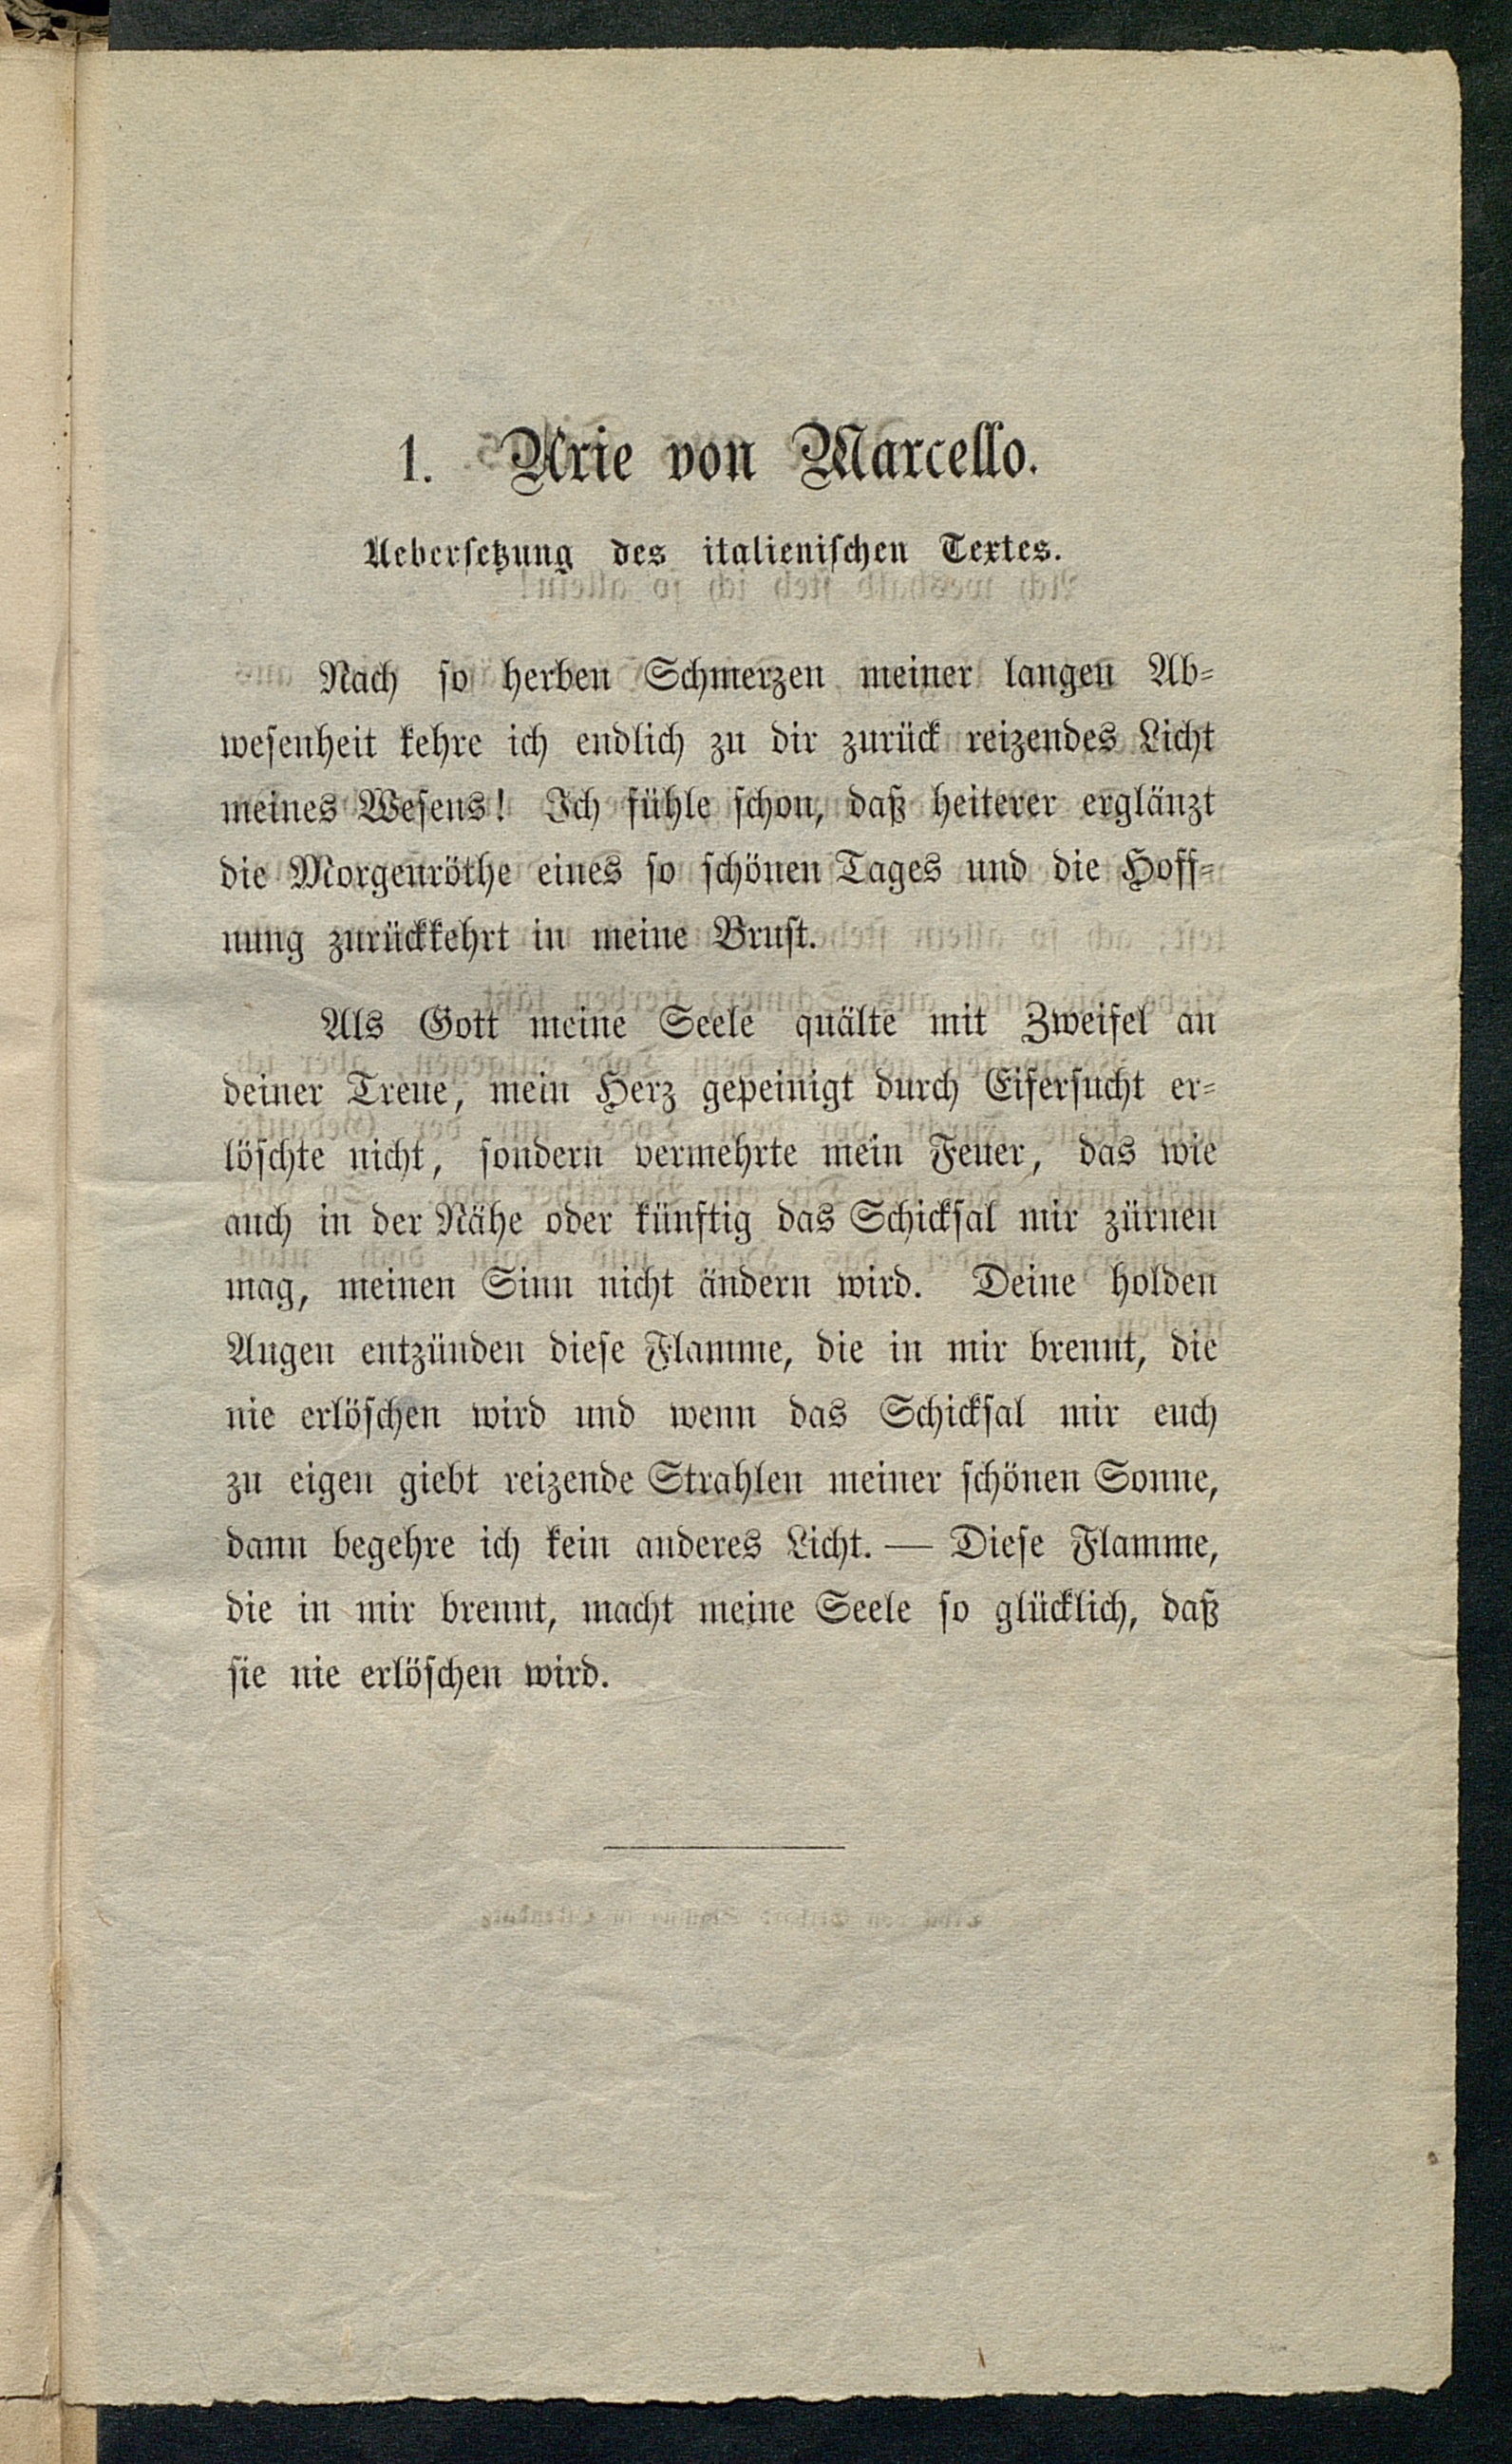 1. Arie von Marcello.
Uebersetzung des italienischen Textes.
Nach so herben Schmerzen meiner langen Ab-
wesenheit kehre ich endlich zu dir zurück reizendes Licht
meines Wesens! Ich fühle schon, daß heiterer erglänzt
die Morgenröthe eines so schönen Tages und die Hoff-
nung zurückkehrt in meine Brust.
Als Gott meine Seele quälte mit Zweifel an
deiner Treue, mein Herz gepeinigt durch Eifersucht er-
löschte nicht, sondern vermehrte mein Feuer, das wie
auch in der Nähe oder künftig das Schicksal mir zürnen
mag, meinen Sinn nicht ändern wird. Deine holden
Augen entzünden diese Flamme, die in mir brennt, die
nie erlöschen wird und wenn das Schicksal mir euch
zu eigen giebt reizende Strahlen meiner schönen Sonne,
dann begehre ich kein anderes Licht. — Diese Flamme,
die in mir brennt, macht meine Seele so glücklich, daß
sie nie erlöschen wird.